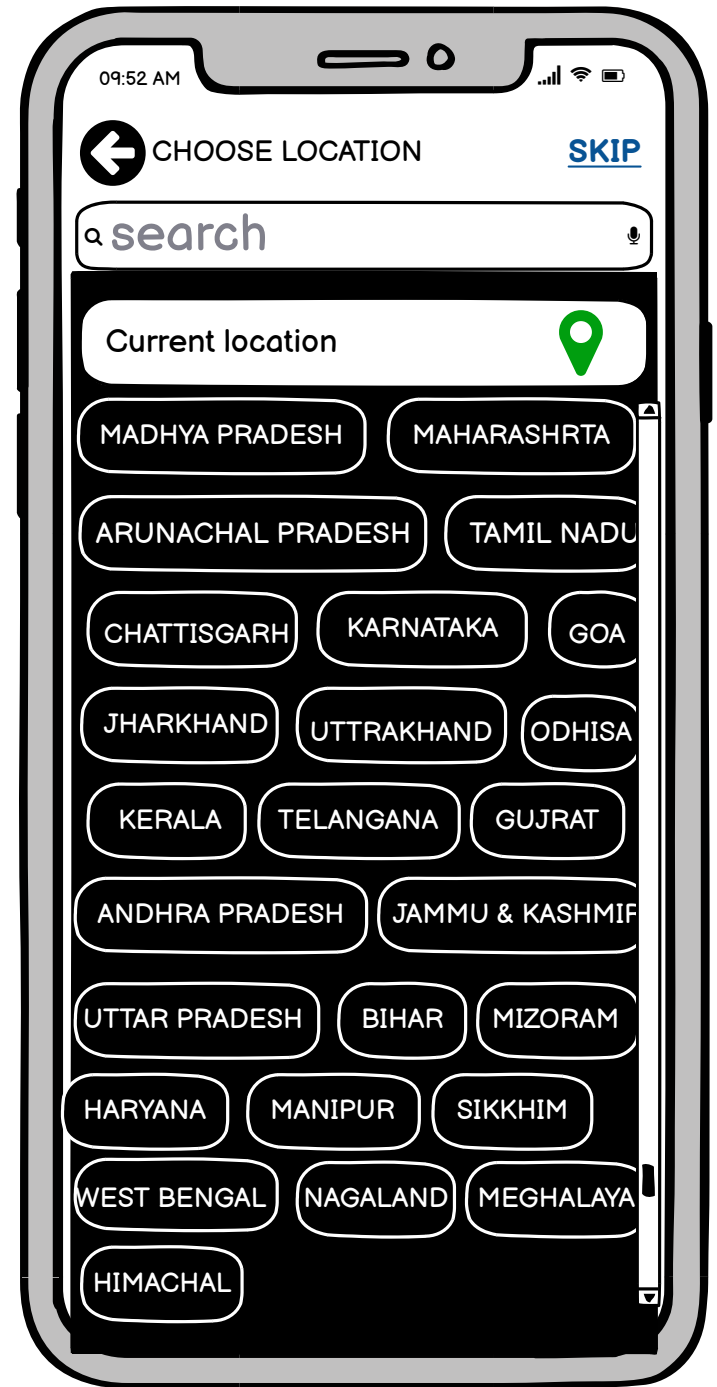 09:52 AM
CHOOSE LOCATION SKIP
search
Current location
MADHYA PRADESH MAHARASHRTA
ARUNACHAL PRADESH TAMIL NADU
CHATTISGARH KARNATAKA GOA
JHARKHAND UTTRAKHAND ODHISA
KERALA TELANGANA GUJRAT
ANDHRA PRADESH JAMMU & KASHMIR
UTTAR PRADESH BIHAR MIZORAM
HARYANA MANIPUR SIKKHIM
WEST BENGAL NAGALAND MEGHALAYA
HIMACHAL